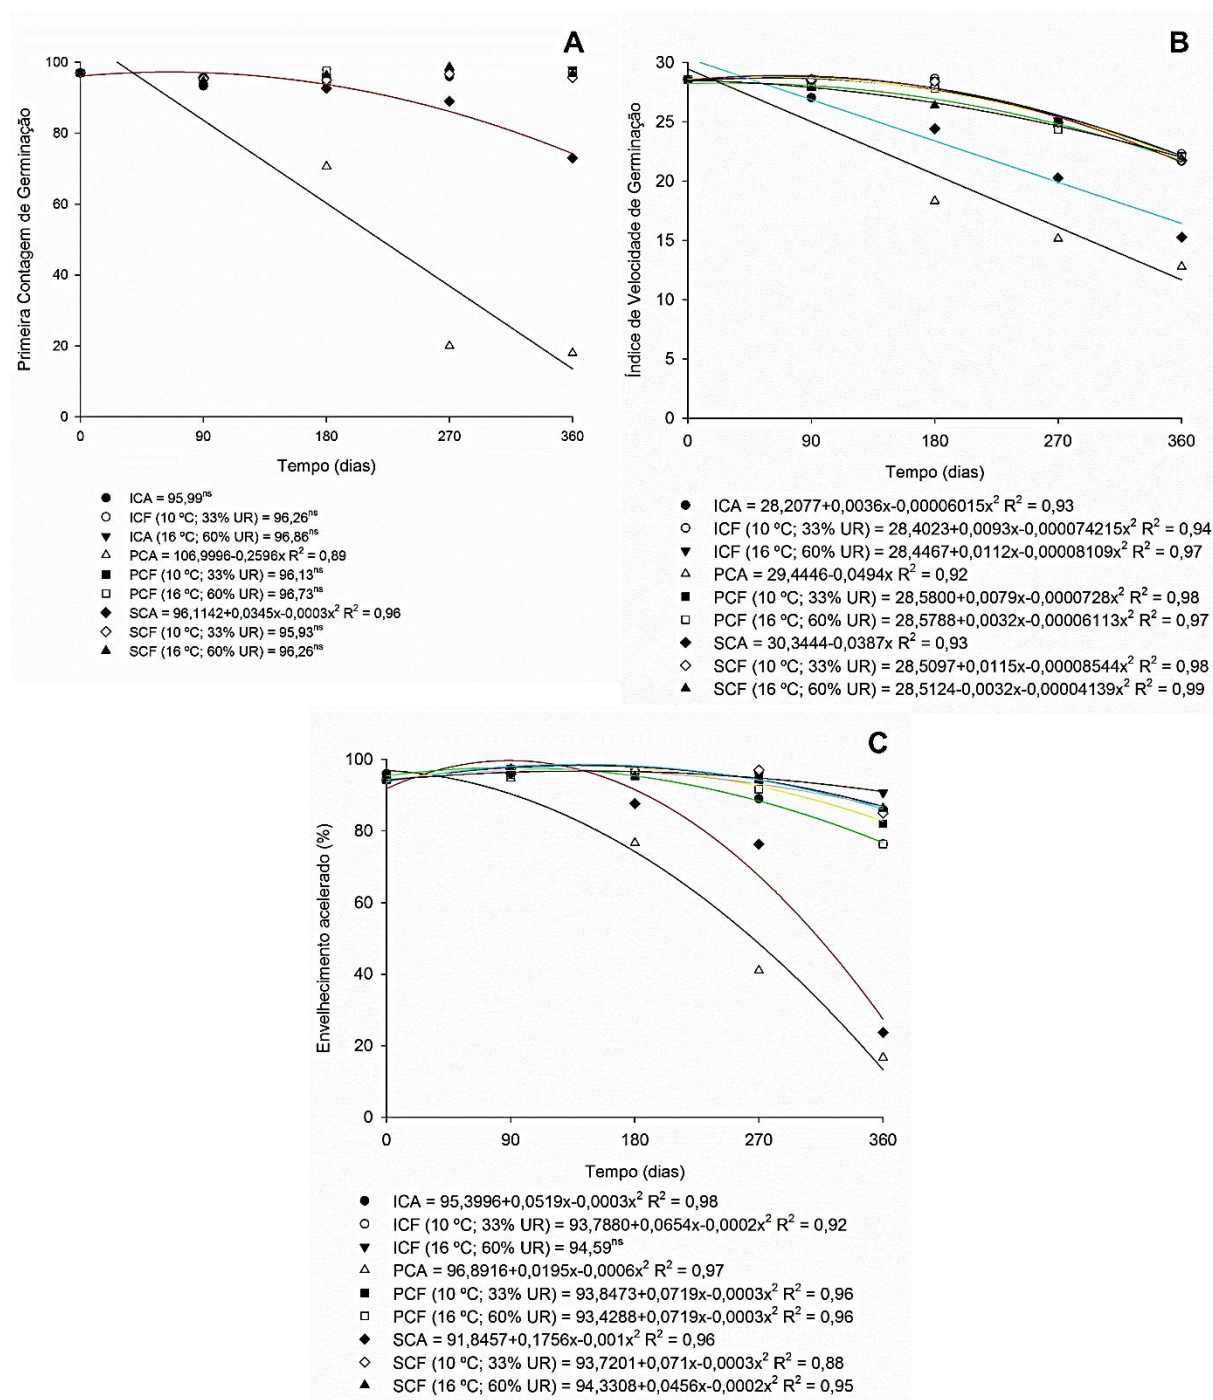 A
Primeira Contagem de Germinação
100
80
60
40
20
0
0 90 180 270 360
Tempo (dias)
ICA = 95,99ns
ICF (10 ºC; 33% UR) = 96,26ns
ICA (16 ºC; 60% UR) = 96,86ns
PCA = 106,9996-0,2596x R2 = 0,89
PCF (10 ºC; 33% UR) = 96,13ns
PCF (16 ºC; 60% UR) = 96,73ns
SCA = 96,1142+0,0345x-0,0003x2 R2 = 0,96
SCF (10 ºC; 33% UR) = 95,93ns
SCF (16 ºC; 60% UR) = 96,26ns
B
Índice de Velocidade de Germinação
30
25
20
15
10
5
0
0 90 180 270 360
Tempo (dias)
ICA = 28,2077+0,0036x-0,00006015x2 R2 = 0,93
ICF (10 ºC; 33% UR) = 28,4023+0,0093x-0,000074215x2 R2 = 0,94
ICF (16 ºC; 60% UR) = 28,4467+0,0112x-0,00008109x2 R2 = 0,97
PCA = 29,4446-0,0494x R2 = 0,92
PCF (10 ºC; 33% UR) = 28,5800+0,0079x-0,0000728x2 R2 = 0,98
PCF (16 ºC; 60% UR) = 28,5788+0,0032x-0,00006113x2 R2 = 0,97
SCA = 30,3444-0,0387x R2 = 0,93
SCF (10 ºC; 33% UR) = 28,5097+0,0115x-0,00008544x2 R2 = 0,98
SCF (16 ºC; 60% UR) = 28,5124-0,0032x-0,00004139x2 R2 = 0,99
C
Envelhecimento acelerado (%)
100
80
60
40
20
0
0 90 180 270 360
Tempo (dias)
ICA = 95,3996+0,0519x-0,0003x2 R2 = 0,98
ICF (10 ºC; 33% UR) = 93,7880+0,0654x-0,0002x2 R2 = 0,92
ICF (16 ºC; 60% UR) = 94,59ns
PCA = 96,8916+0,0195x-0,0006x2 R2 = 0,97
PCF (10 ºC; 33% UR) = 93,8473+0,0719x-0,0003x2 R2 = 0,96
PCF (16 ºC; 60% UR) = 93,4288+0,0719x-0,0003x2 R2 = 0,96
SCA = 91,8457+0,1756x-0,001x2 R2 = 0,96
SCF (10 ºC; 33% UR) = 93,7201+0,071x-0,0003x2 R2 = 0,88
SCF (16 ºC; 60% UR) = 94,3308+0,0456x-0,0002x2 R2 = 0,95